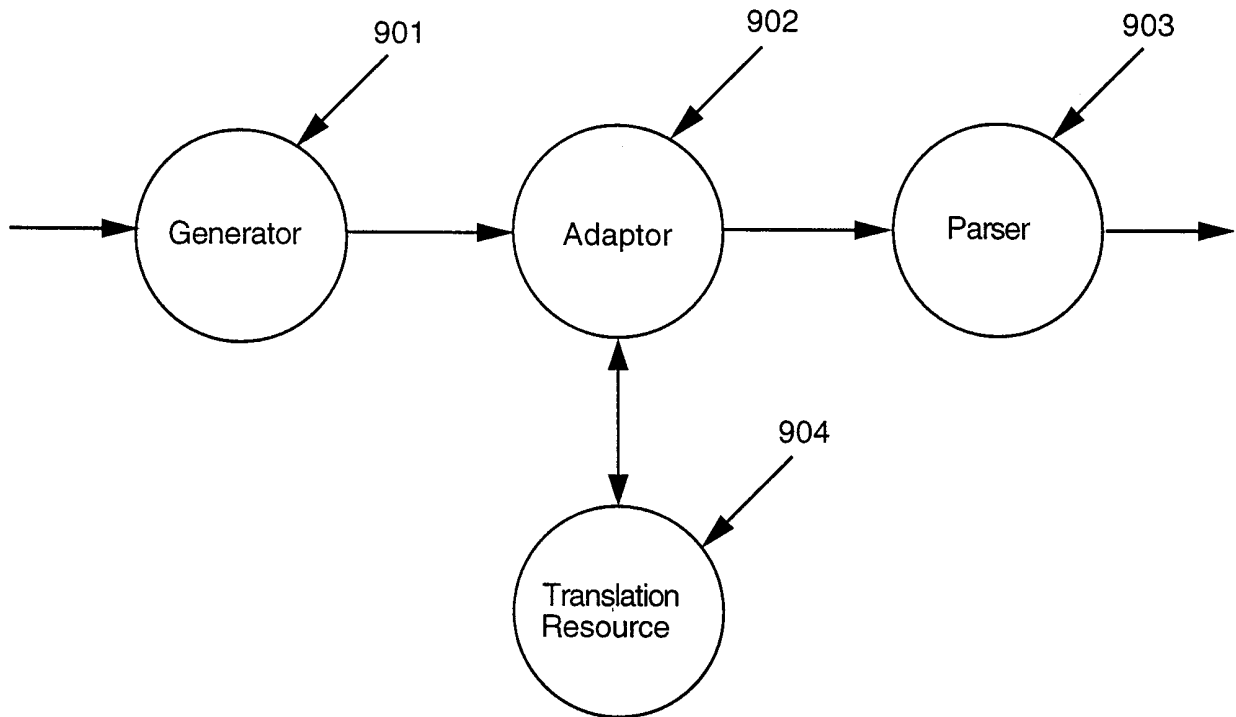 901
902
903
Generator
Adaptor
Parser
904
Translation
Resource